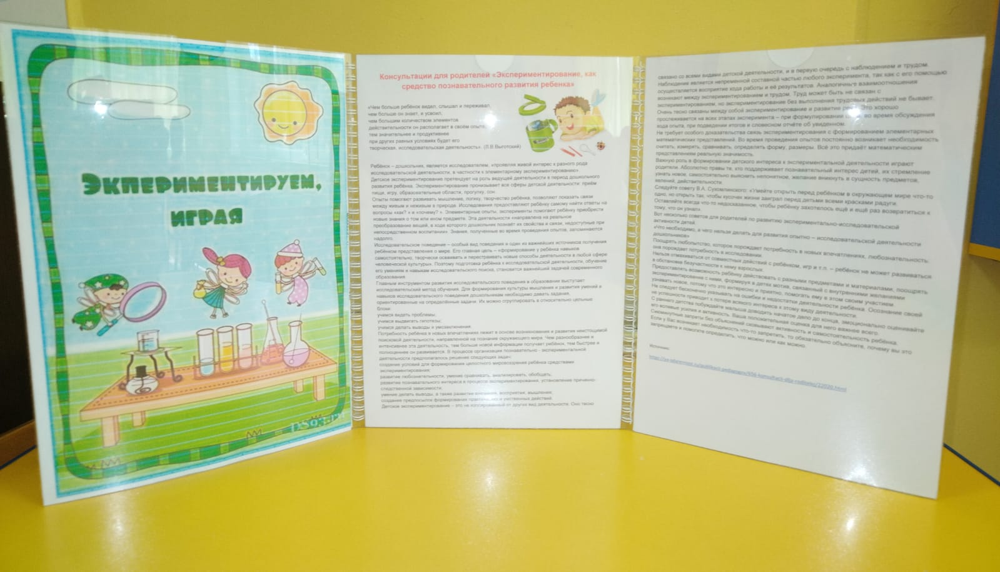 Экпериментируем,
играя
DS93.ru
Консультации для родителей «Экспериментирование, как
средство познавательного развития ребенка»
«Чем больше ребёнок видел, слышал и переживал,
чем больше он знает, и усвоил,
чем большим количеством элементов
действительности он располагает в своём опыте,
тем значительнее и продуктивнее
при других равных условиях будет его
творческая, исследовательская деятельность». (Л.В.Выготский)
Ребёнок – дошкольник, является исследователем, «проявляя живой интерес к разного рода
исследовательской деятельности, в частности к элементарному экспериментированию».
Детское экспериментирование претендует на роль ведущей деятельности в период дошкольного
развития ребёнка. Экспериментирование пронизывает все сферы детской деятельности: приём
пищи, игру, образовательные области, прогулку, сон.
Опыты помогают развивать мышление, логику, творчество ребёнка, позволяют показать связи
между живым и неживым в природе. Исследования предоставляют ребёнку самому найти ответы на
вопросы «как? » и «почему? ». Элементарные опыты, эксперименты помогают ребёнку приобрести
новые знания о том или ином предмете. Эта деятельность «направлена на реальное
преобразование вещей, в ходе которого дошкольник познаёт их свойства и связи, недоступные при
непосредственном воспитании». Знания, полученные во время проведения опытов, запоминаются
надолго.
Исследовательское поведение – особый вид поведения и один из важнейших источников получения
ребёнком представления о мире. Его главная цель – «формирование у ребёнка навыков
самостоятельно, творчески осваивать и перестраивать новые способы деятельности в любой сфере
человеческой культуры». Поэтому подготовка ребёнка к исследовательской деятельности, обучение
его умениям и навыкам исследовательского поиска, становится важнейшей задачей современного
образования.
Главным инструментом развития исследовательского поведения в образовании выступает
исследовательский метод обучения. Для формирования культуры мышления и развития умений и
навыков исследовательского поведения дошкольникам необходимо давать задания,
ориентированные на определённые задачи. Их можно сгруппировать в относительно цельные
блоки:
учимся видеть проблемы;
учимся выдвигать гипотезы;
учимся делать выводы и умозаключения.
Потребность ребёнка в новых впечатлениях лежит в основе возникновения и развития неистощимой
поисковой деятельности, направленной на познание окружающего мира. Чем разнообразнее и
интенсивнее эта деятельность, тем больше новой информации получает ребёнок, тем быстрее и
полноценнее он развивается. В процессе организации познавательно - экспериментальной
деятельности предполагалось решение следующих задач:
создание условий для формирования целостного мировоззрения ребёнка средствами
экспериментирования;
развитие любознательности, умение сравнивать, анализировать, обобщать;
развитие познавательного интереса в процессе экспериментирования, установление причинно-
следственной зависимости;
умение делать выводы, а также развитие внимания, восприятия, мышления;
создание предпосылок формирования практических и умственных действий.
Детское экспериментирование – это не изолированный от других вид деятельности. Оно тесно
связано со всеми видами детской деятельности, и в первую очередь с наблюдением и трудом.
Наблюдение является непременной составной частью любого эксперимента, так как с его помощью
осуществляется восприятие хода работы и её результатов. Аналогичные взаимоотношения
возникают между экспериментированием и трудом. Труд может быть не связан с
экспериментированием, но экспериментирование без выполнения трудовых действий не бывает.
Очень тесно связаны между собой экспериментирование и развитие речи. Это хорошо
прослеживается на всех этапах эксперимента – при формулировании во время обсуждения
хода опыта, при подведении итогов и словесном отчёте об увиденном.
Не требует особого доказательства связь экспериментирования с формированием элементарных
математических представлений. Во время проведения опытов постоянно возникает необходимость
считать, измерять, сравнивать, определять форму, размеры. Всё это придаёт математическим
представлениям реальную значимость.
Важную роль в формировании детского интереса к экспериментальной деятельности играют
родители. Абсолютно правы те, кто поддерживает познавательный интерес детей, их стремление
узнать новое, самостоятельно выяснить непонятное, желание вникнуть в сущность предметов,
явлений, действительности.
Следуйте совету В.А. Сухомлинского: «Умейте открыть перед ребёнком в окружающем мире что-то
одно, но открыть так, чтобы кусочек жизни заиграл перед детьми всеми красками радуги.
Оставляйте всегда что-то недосказанное, чтобы ребёнку захотелось ещё и ещё раз возвратиться к
тому, что он узнал».
Вот несколько советов для родителей по развитию экспериментально-исследовательской
активности детей.
«Что необходимо, а чего нельзя делать для развития опытно – исследовательской деятельности
дошкольников»
Поощрять любопытство, которое порождает потребность в новых впечатлениях, любознательность:
она порождает потребность в исследовании.
Нельзя отмахиваться от совместных действий с ребёнком, игр и т.п. – ребёнок не может развиваться
в обстановке безучастности к нему взрослых.
Предоставлять возможность ребёнку действовать с разными предметами и материалами, поощрять
экспериментирование с ними, формируя в детях мотив, связанный с внутренними желаниями
узнавать новое, потому что это интересно и приятно, помогать ему в этом своим участием.
Не следует бесконечно указывать на ошибки и недостатки деятельности ребёнка. Осознание своей
не успешности приводит к потере всякого интереса к этому виду деятельности.
С раннего детства побуждайте малыша доводить начатое дело до конца, эмоционально оценивайте
его волевые усилия и активность. Ваша положительная оценка для него важнее всего.
Сиюминутные запреты без объяснений сковывают активность и самостоятельность ребёнка.
Если у Вас возникает необходимость что-то запретить, то обязательно объясните, почему вы это
запрещаете и помогите определить, что можно или как можно.
Источник: